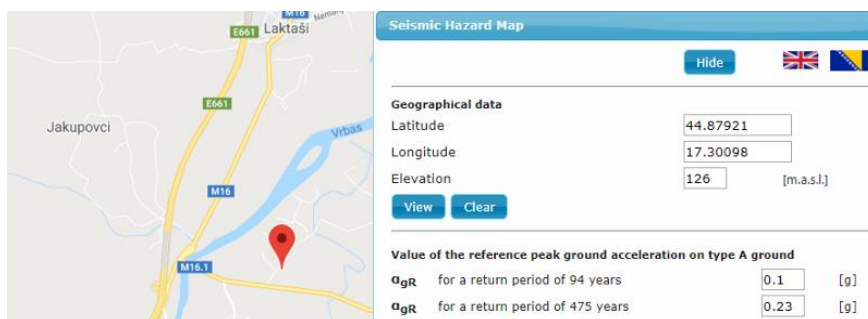 M16
E661
Laktaši
E661
Jakupovci
Vrbas
M16
M16.1
Seismic Hazard Map
Hide
Geographical data
Latitude 44.87921
Longitude 17.30098
Elevation 126 [m.a.s.l.]
View Clear
Value of the reference peak ground acceleration on type A ground
αgR for a return period of 94 years 0.1 [g]
αgR for a return period of 475 years 0.23 [g]